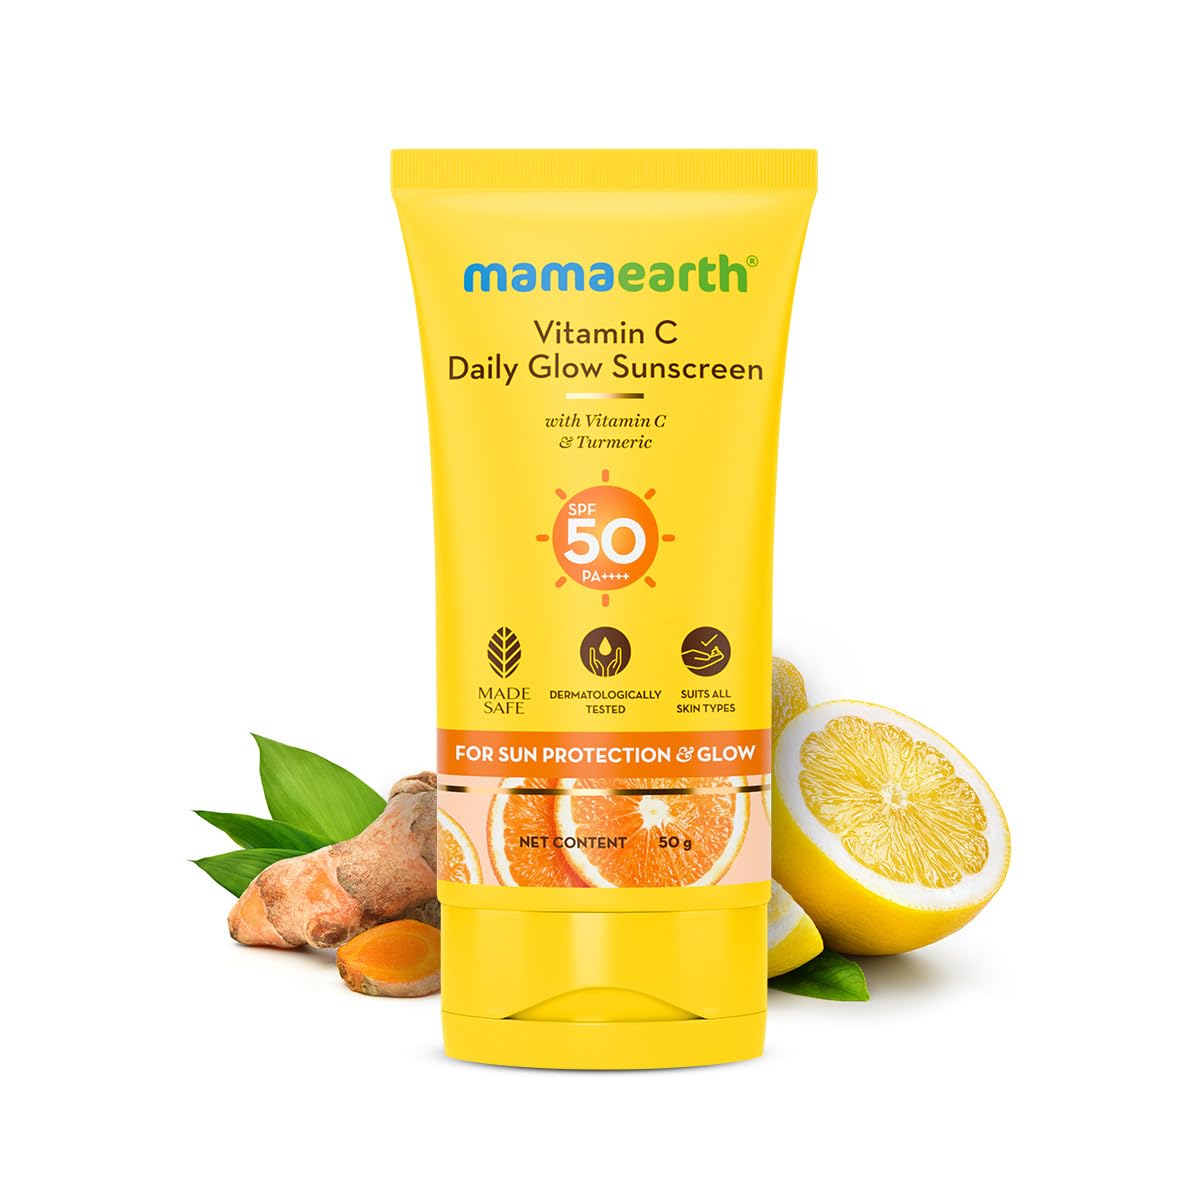 mamaearth®
Vitamin C
Daily Glow Sunscreen
with Vitamin C
& Turmeric
SPF
50
PA++++
MADE
SAFE
DERMATOLOGICALLY
TESTED
SUITS ALL
SKIN TYPES
FOR SUN PROTECTION & GLOW
NET CONTENT 50 g